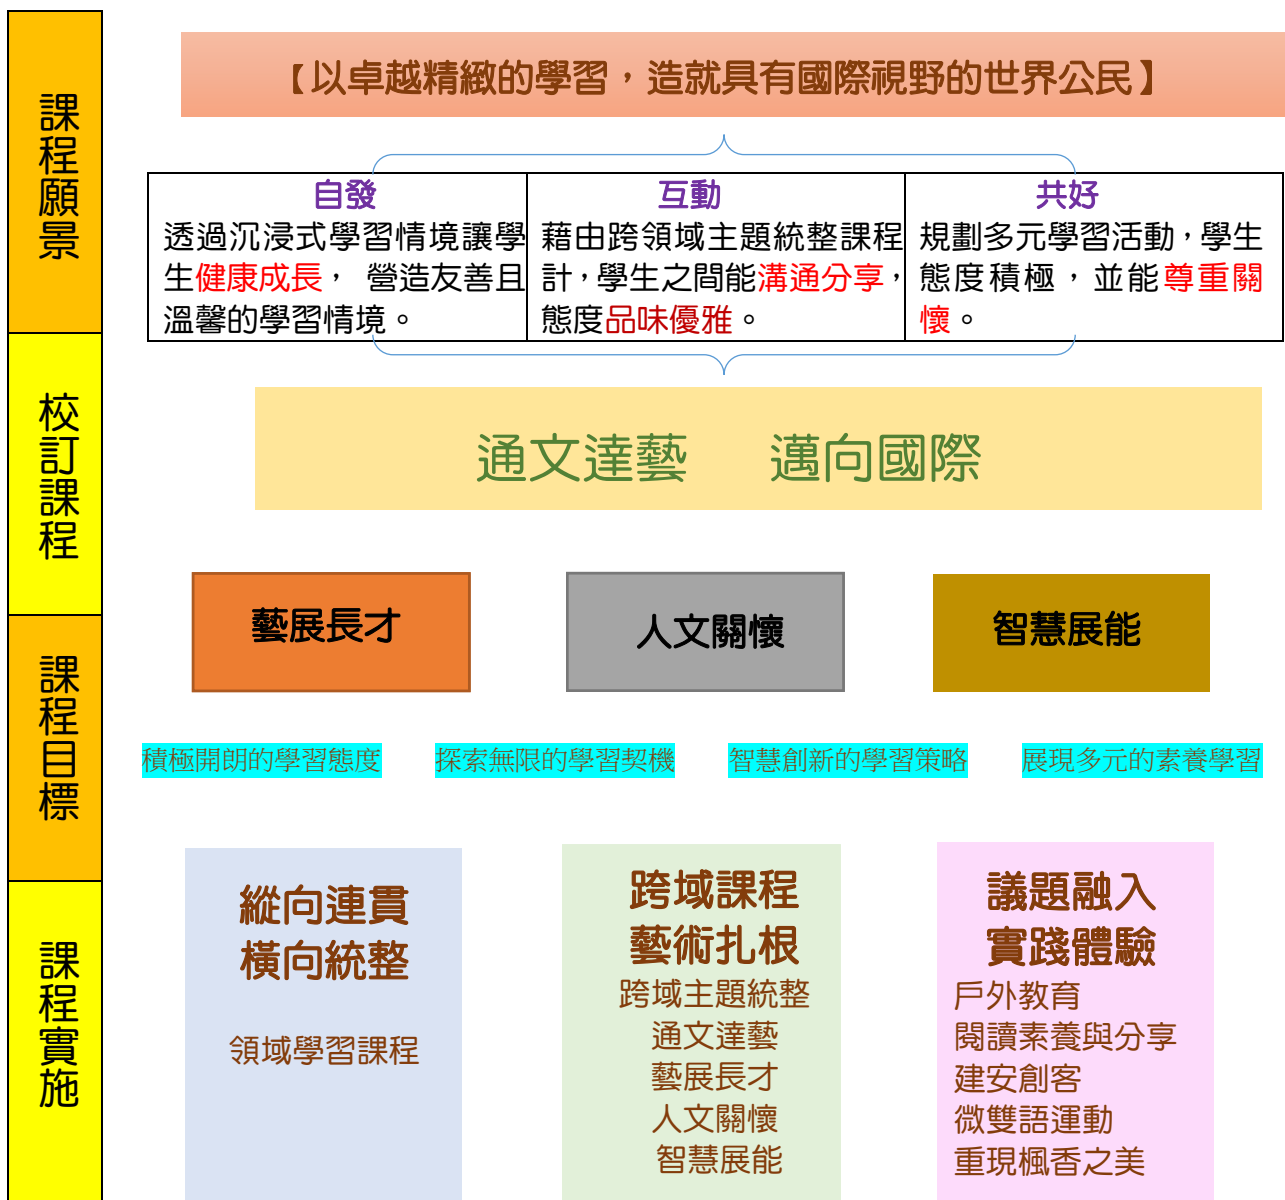 課程願景
【以卓越精緻的學習，造就具有國際視野的世界公民】
自發
透過沉浸式學習情境讓學
生健康成長， 營造友善且
溫馨的學習情境。
互動
藉由跨領域主題統整課程
計，學生之間能溝通分享，
態度品味優雅。
共好
規劃多元學習活動，學生
態度積極，並能尊重關
懷。
校訂課程
通文達藝 邁向國際
課程目標
藝展長才
人文關懷
智慧展能
積極開朗的學習態度
探索無限的學習契機
智慧創新的學習策略
展現多元的素養學習
課程實施
縱向連貫
橫向統整
領域學習課程
跨域課程
藝術扎根
跨域主題統整
通文達藝
藝展長才
人文關懷
智慧展能
議題融入
實踐體驗
戶外教育
閱讀素養與分享
建安創客
微雙語運動
重現楓香之美